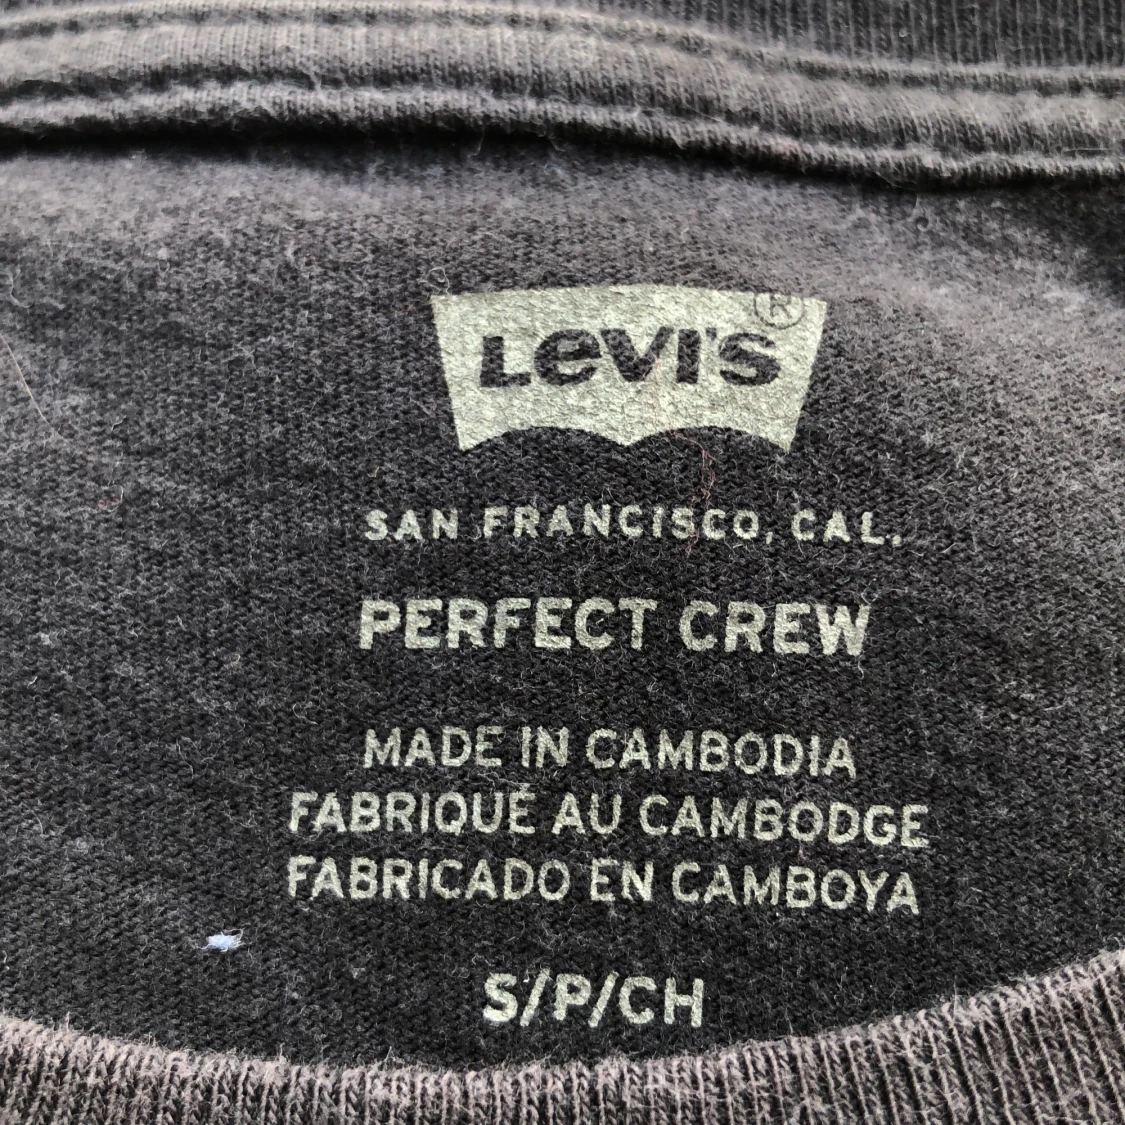 LEVI'S ®
SAN FRANCISCO, CAL.
PERFECT CREW
MADE IN CAMBODIA
FABRIQUÉ AU CAMBODGE
FABRICADO EN CAMBOYA
S/P/CH